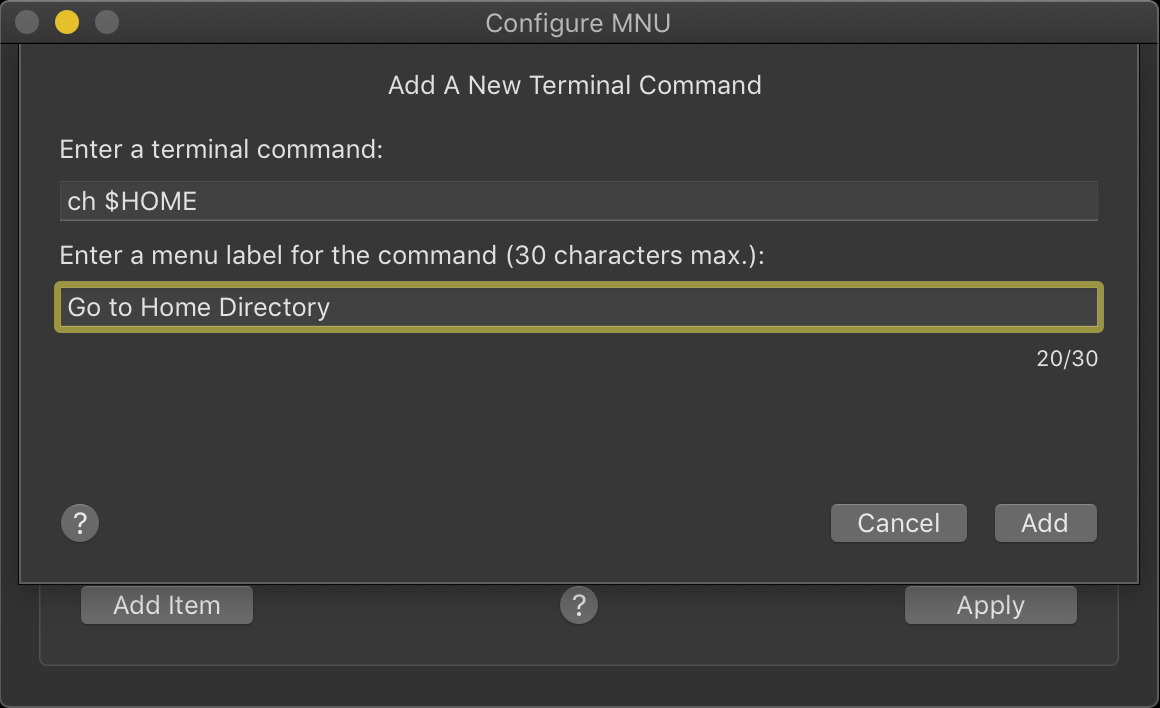 Configure MNU
Add A New Terminal Command
Enter a terminal command:
ch $HOME
Enter a menu label for the command (30 characters max.):
Go to Home Directory
20/30
?
Cancel
Add
Add Item
?
Apply